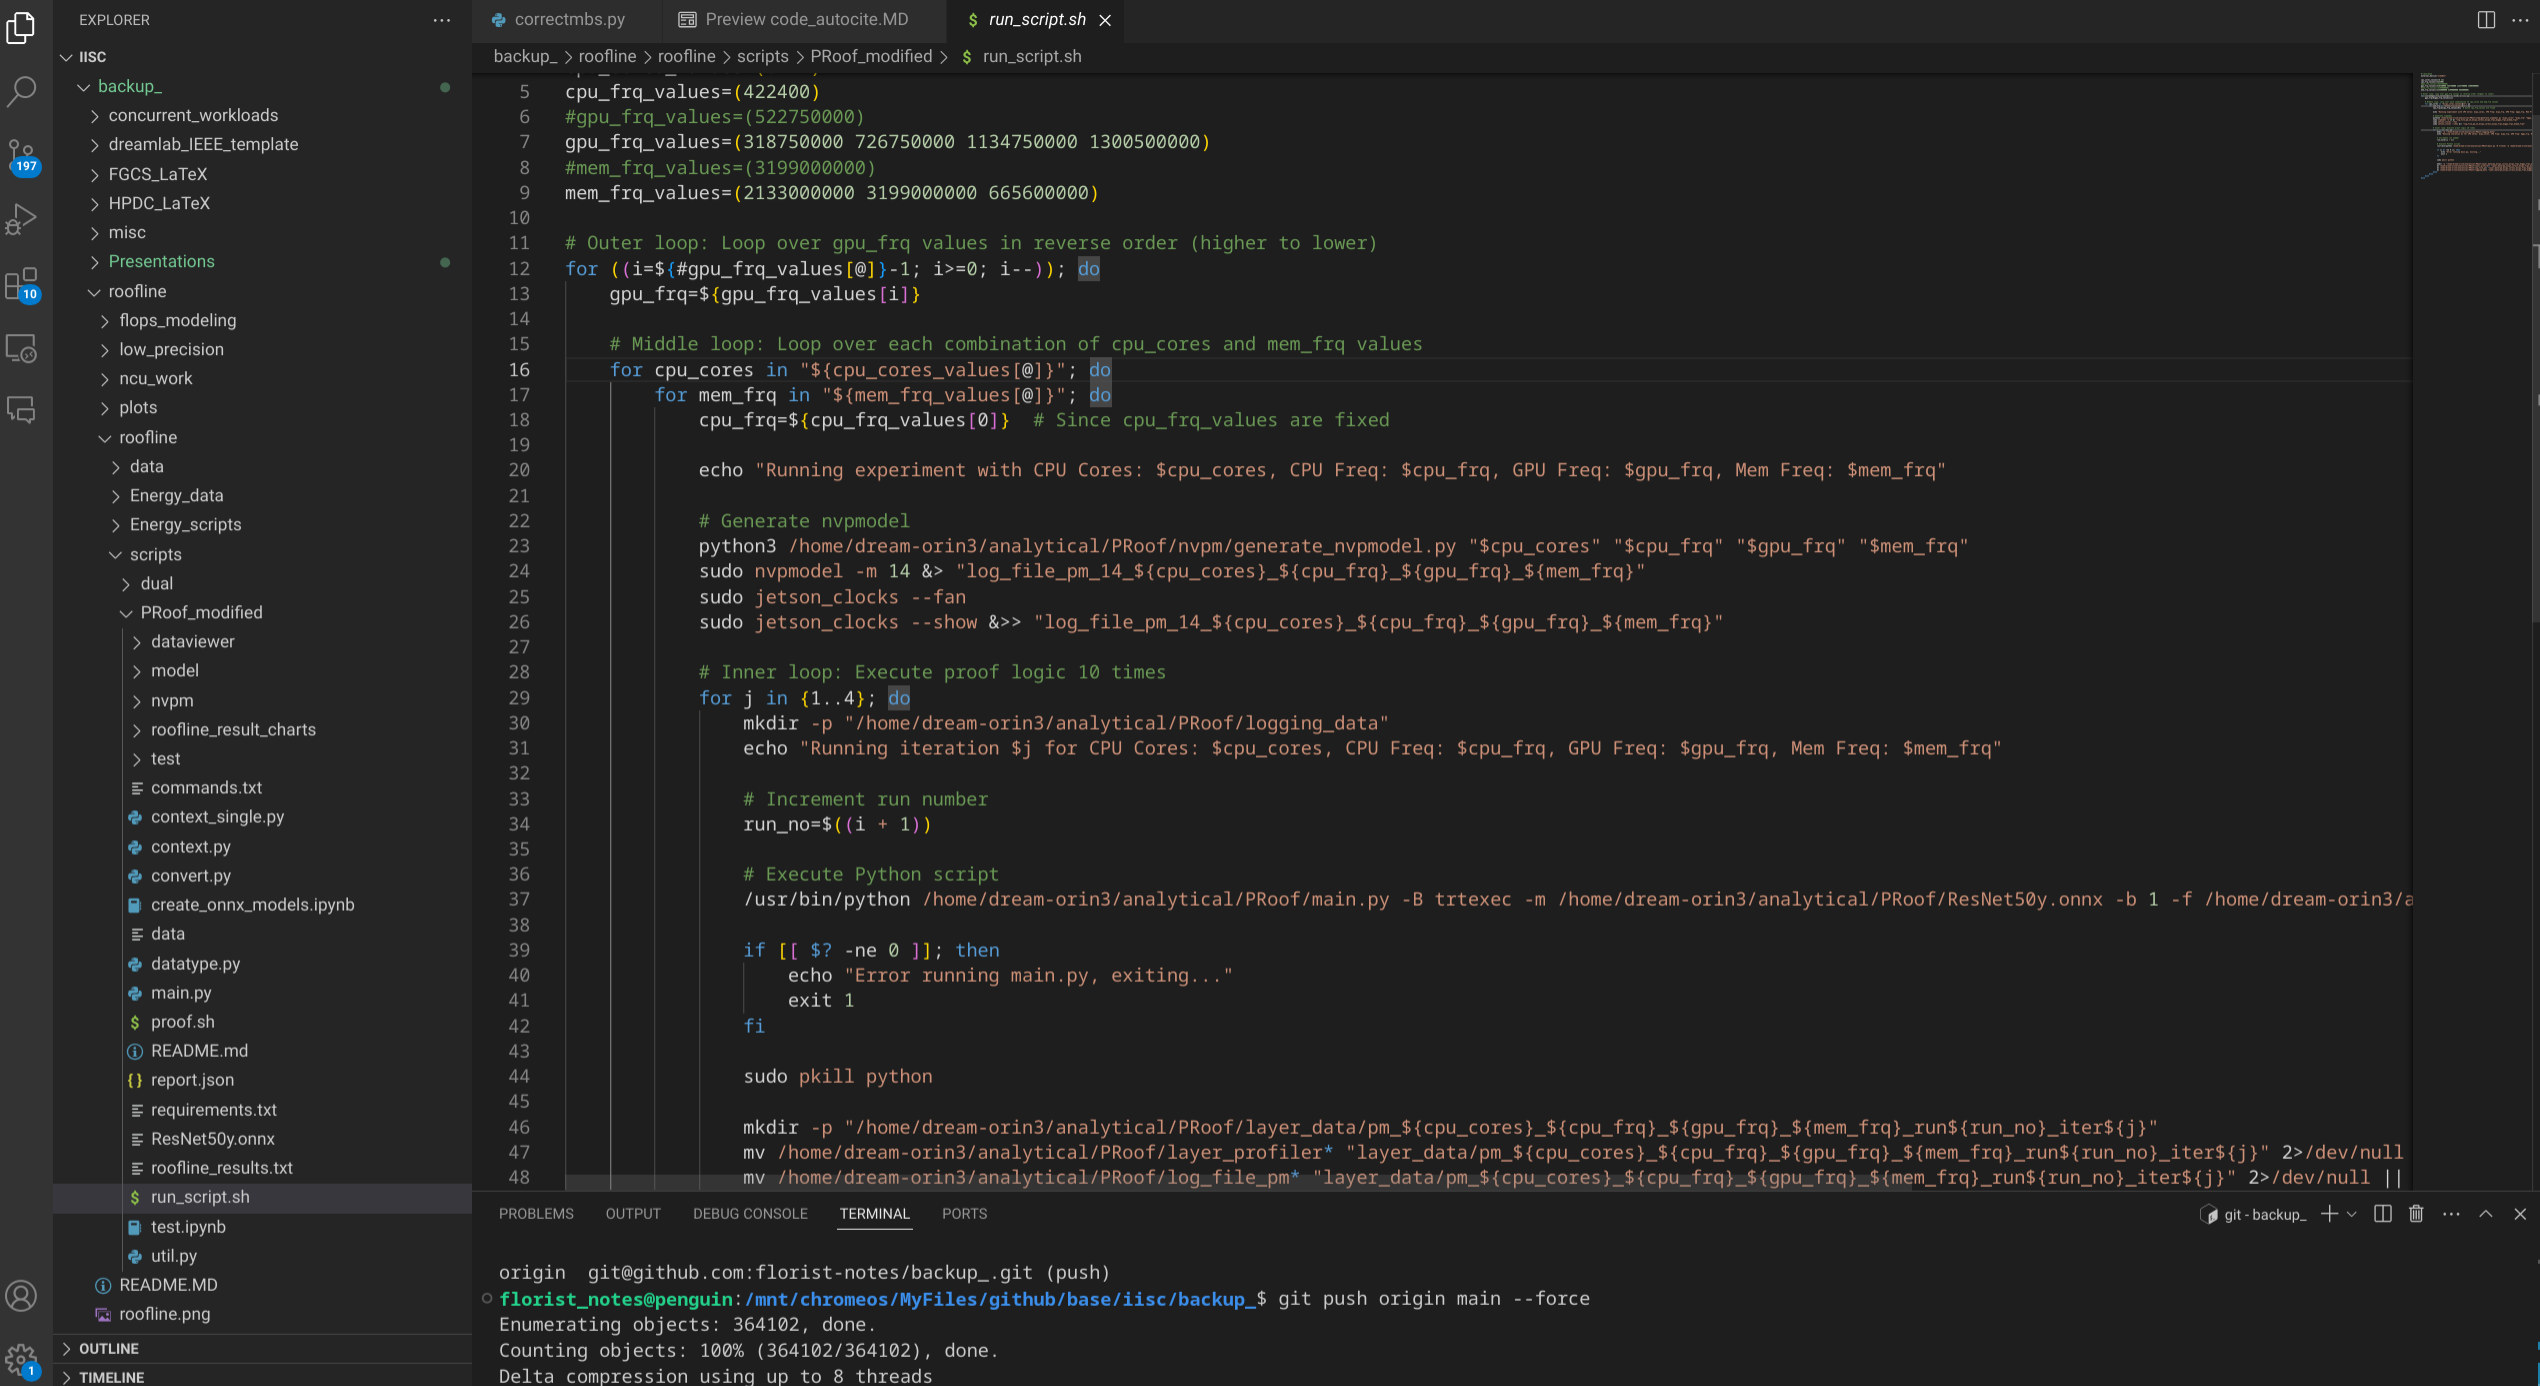 EXPLORER
IISC
backup_
concurrent_workloads
dreamlab_IEEE_template
FGCS_LaTeX
HPDC_LaTeX
misc
Presentations
roofline
flops_modeling
low_precision
ncu_work
plots
roofline
data
Energy_data
Energy_scripts
scripts
dual
PRoof_modified
dataviewer
model
nvpm
roofline_result_charts
test
commands.txt
context_single.py
context.py
convert.py
create_onnx_models.ipynb
data
datatype.py
main.py
proof.sh
README.md
report.json
requirements.txt
ResNet50y.onnx
roofline_results.txt
run_script.sh
test.ipynb
util.py
README.MD
roofline.png
OUTLINE
TIMELINE
197
10
1
correctmbs.py
Preview code_autocite.MD
$ run_script.sh
backup_ > roofline > roofline > scripts > PRoof_modified > $ run_script.sh
5 cpu_frq_values=(422400)
6 #gpu_frq_values=(522750000)
7 gpu_frq_values=(318750000 726750000 1134750000 1300500000)
8 #mem_frq_values=(3199000000)
9 mem_frq_values=(2133000000 3199000000 665600000)
10
11 # Outer loop: Loop over gpu_frq values in reverse order (higher to lower)
12 for ((i=${#gpu_frq_values[@]}-1; i>=0; i--)); do
13 gpu_frq=${gpu_frq_values[i]}
14
15 # Middle loop: Loop over each combination of cpu_cores and mem_frq values
16 for cpu_cores in "${cpu_cores_values[@]}"; do
17 for mem_frq in "${mem_frq_values[@]}"; do
18 cpu_frq=${cpu_frq_values[0]} # Since cpu_frq_values are fixed
19
20 echo "Running experiment with CPU Cores: $cpu_cores, CPU Freq: $cpu_frq, GPU Freq: $gpu_frq, Mem Freq: $mem_frq"
21
22 # Generate nvpmodel
23 python3 /home/dream-orin3/analytical/PRoof/nvpm/generate_nvpmodel.py "$cpu_cores" "$cpu_frq" "$gpu_frq" "$mem_frq"
24 sudo nvpmodel -m 14 &> "log_file_pm_14_${cpu_cores}_${cpu_frq}_${gpu_frq}_${mem_frq}"
25 sudo jetson_clocks --fan
26 sudo jetson_clocks --show &>> "log_file_pm_14_${cpu_cores}_${cpu_frq}_${gpu_frq}_${mem_frq}"
27
28 # Inner loop: Execute proof logic 10 times
29 for j in {1..4}; do
30 mkdir -p "/home/dream-orin3/analytical/PRoof/logging_data"
31 echo "Running iteration $j for CPU Cores: $cpu_cores, CPU Freq: $cpu_frq, GPU Freq: $gpu_frq, Mem Freq: $mem_frq"
32
33 # Increment run number
34 run_no=$((i + 1))
35
36 # Execute Python script
37 /usr/bin/python /home/dream-orin3/analytical/PRoof/main.py -B trtexec -m /home/dream-orin3/analytical/PRoof/ResNet50y.onnx -b 1 -f /home/dream-orin3/a
38
39 if [[ $? -ne 0 ]]; then
40 echo "Error running main.py, exiting..."
41 exit 1
42 fi
43
44 sudo pkill python
45
46 mkdir -p "/home/dream-orin3/analytical/PRoof/layer_data/pm_${cpu_cores}_${cpu_frq}_${gpu_frq}_${mem_frq}_run${run_no}_iter${j}"
47 mv /home/dream-orin3/analytical/PRoof/layer_profiler* "layer_data/pm_${cpu_cores}_${cpu_frq}_${gpu_frq}_${mem_frq}_run${run_no}_iter${j}" 2>/dev/null
48 mv /home/dream-orin3/analytical/PRoof/log_file_pm* "layer_data/pm_${cpu_cores}_${cpu_frq}_${gpu_frq}_${mem_frq}_run${run_no}_iter${j}" 2>/dev/null ||
PROBLEMS OUTPUT DEBUG CONSOLE TERMINAL PORTS
git - backup_
origin git@github.com:florist-notes/backup_.git (push)
florist_notes@penguin:/mnt/chromeos/MyFiles/github/base/iisc/backup_$ git push origin main --force
Enumerating objects: 364102, done.
Counting objects: 100% (364102/364102), done.
Delta compression using up to 8 threads